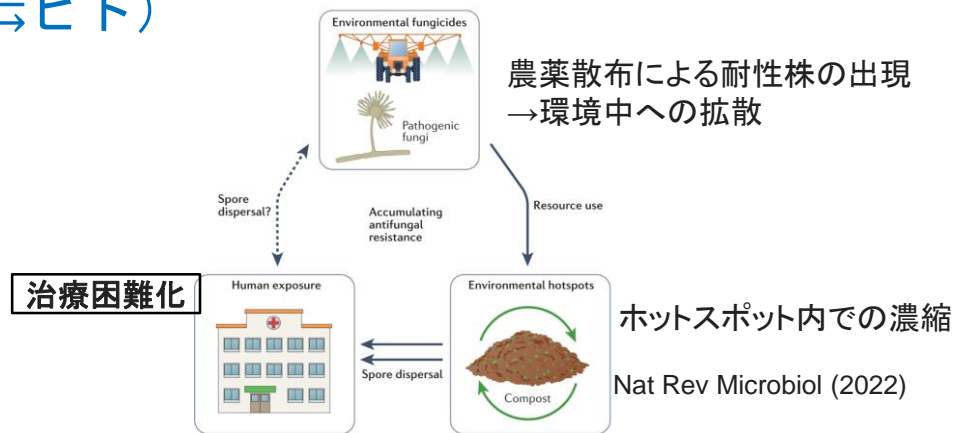 ⇆ヒト)
Environmental fungicides
Pathogenic
fungi
農薬散布による耐性株の出現
→環境中への拡散
Spore
dispersal?
Accumulating
antifungal
resistance
Resource use
治療困難化
Human exposure
Environmental hotspots
Spore dispersal
Compost
ホットスポット内での濃縮
Nat Rev Microbiol (2022)